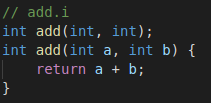 // add.i
int add(int, int);
int add(int a, int b) {
    return a + b;
}